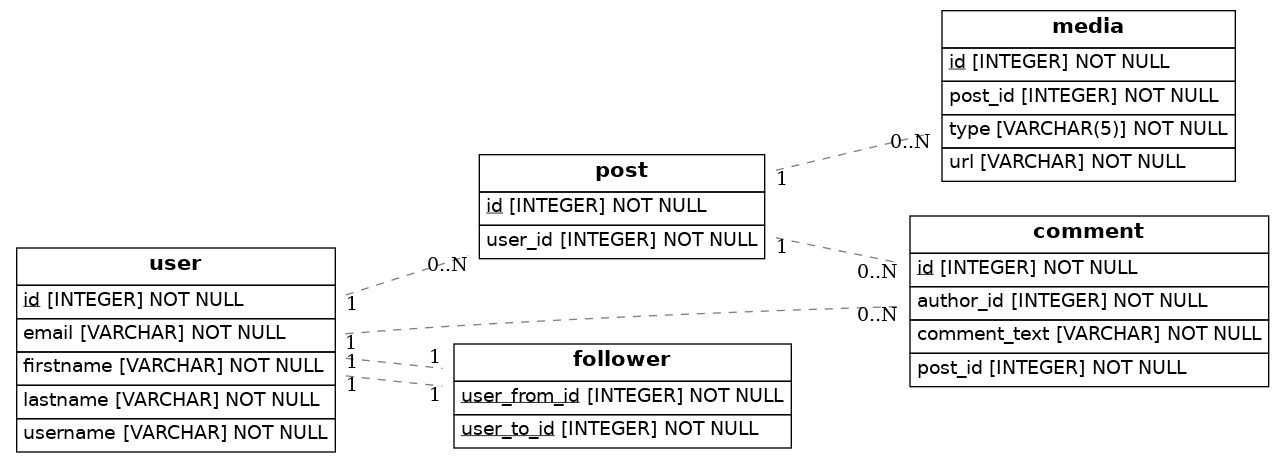 media
id [INTEGER] NOT NULL
post_id [INTEGER] NOT NULL
type [VARCHAR(5)] NOT NULL
url [VARCHAR] NOT NULL
0..N
1
post
id [INTEGER] NOT NULL
user_id [INTEGER] NOT NULL
1
0..N
comment
id [INTEGER] NOT NULL
author_id [INTEGER] NOT NULL
comment_text [VARCHAR] NOT NULL
post_id [INTEGER] NOT NULL
0..N
0..N
1
user
id [INTEGER] NOT NULL
email [VARCHAR] NOT NULL
firstname [VARCHAR] NOT NULL
lastname [VARCHAR] NOT NULL
username [VARCHAR] NOT NULL
1
1
1
1
1
follower
user_from_id [INTEGER] NOT NULL
user_to_id [INTEGER] NOT NULL